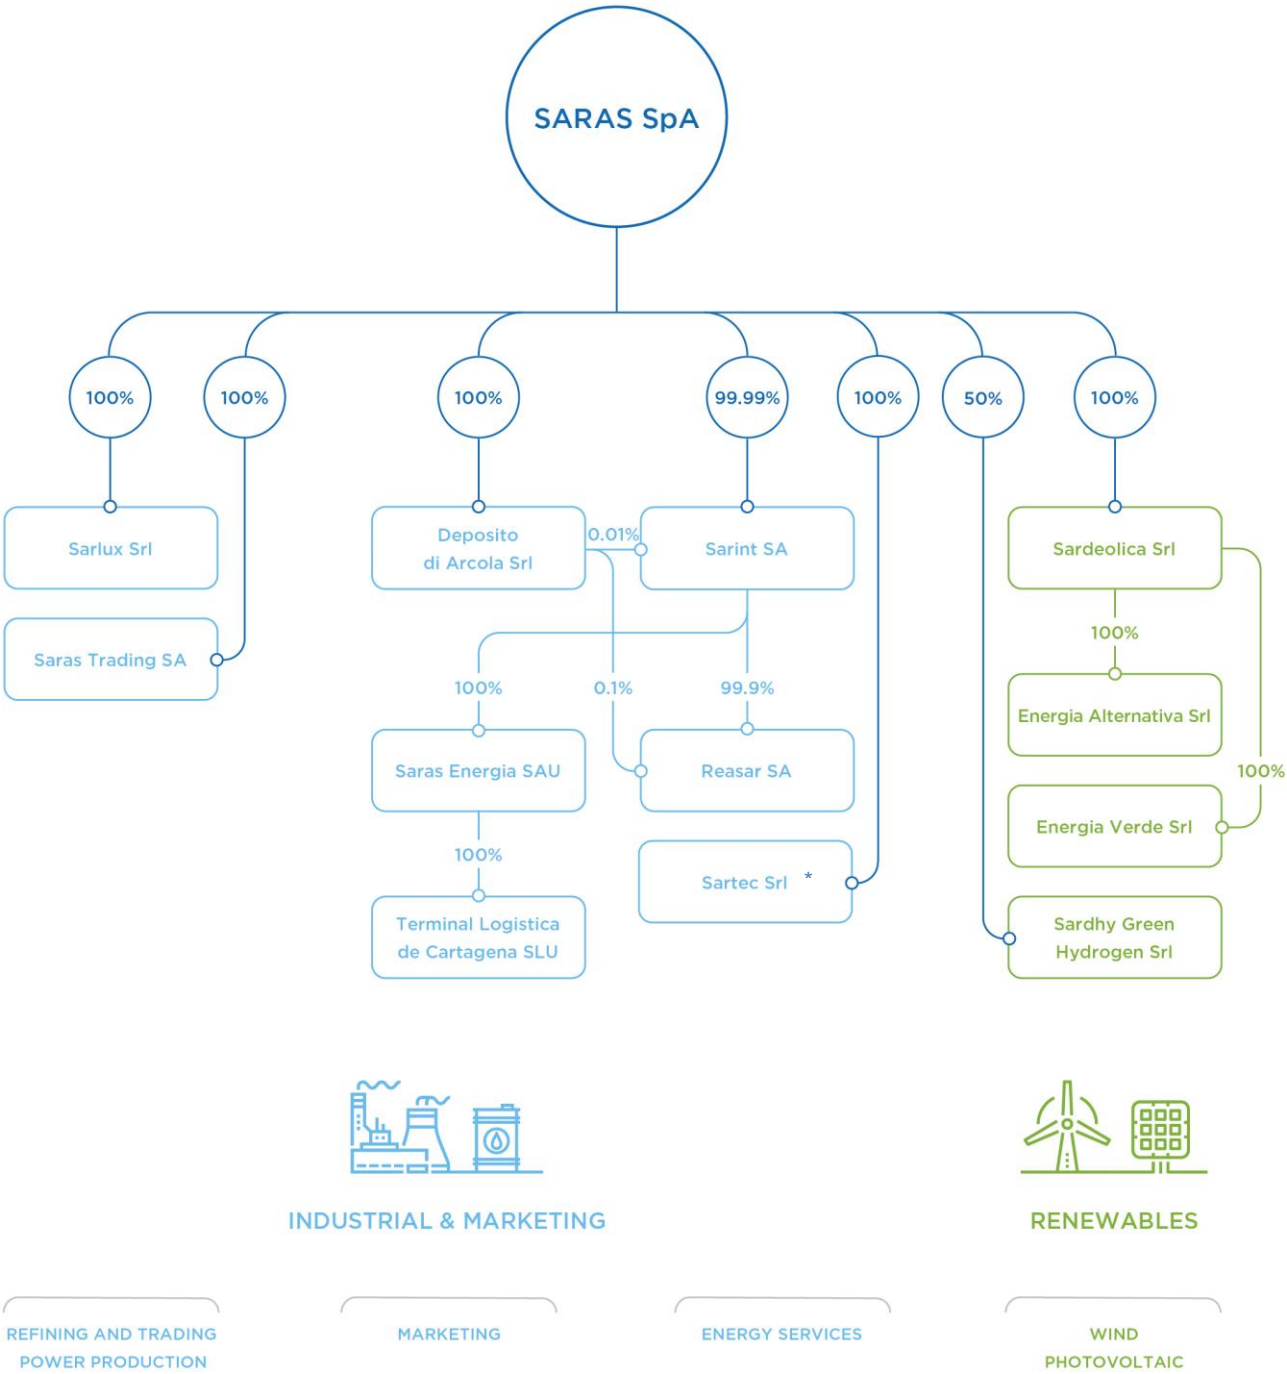 SARAS SpA
100%
100%
100%
99.99%
100%
50%
100%
Sarlux Srl
Deposito
di Arcola Srl
0.01%
Sarint SA
Sardeolica Srl
Saras Trading SA
100%
100%
0.1%
99.9%
Energia Alternativa Srl
Saras Energia SAU
Reasar SA
100%
Energia Verde Srl
100%
Sartec Srl *
Terminal Logistica
de Cartagena SLU
Sardhy Green
Hydrogen Srl
INDUSTRIAL & MARKETING
RENEWABLES
REFINING AND TRADING
POWER PRODUCTION
MARKETING
ENERGY SERVICES
WIND
PHOTOVOLTAIC